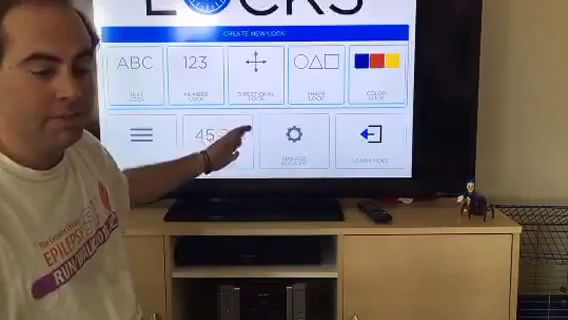 LOCKS
CREATE NEW LOCK
ABC
TEXT
LOCK
123
NUMBER
LOCK
DIRECTIONAL
LOCK
SHAPE
LOCK
COLOR
LOCK
45:
MANAGE
ACCOUNT
LEARN MORE
EPILEPSY
RUN/WALK